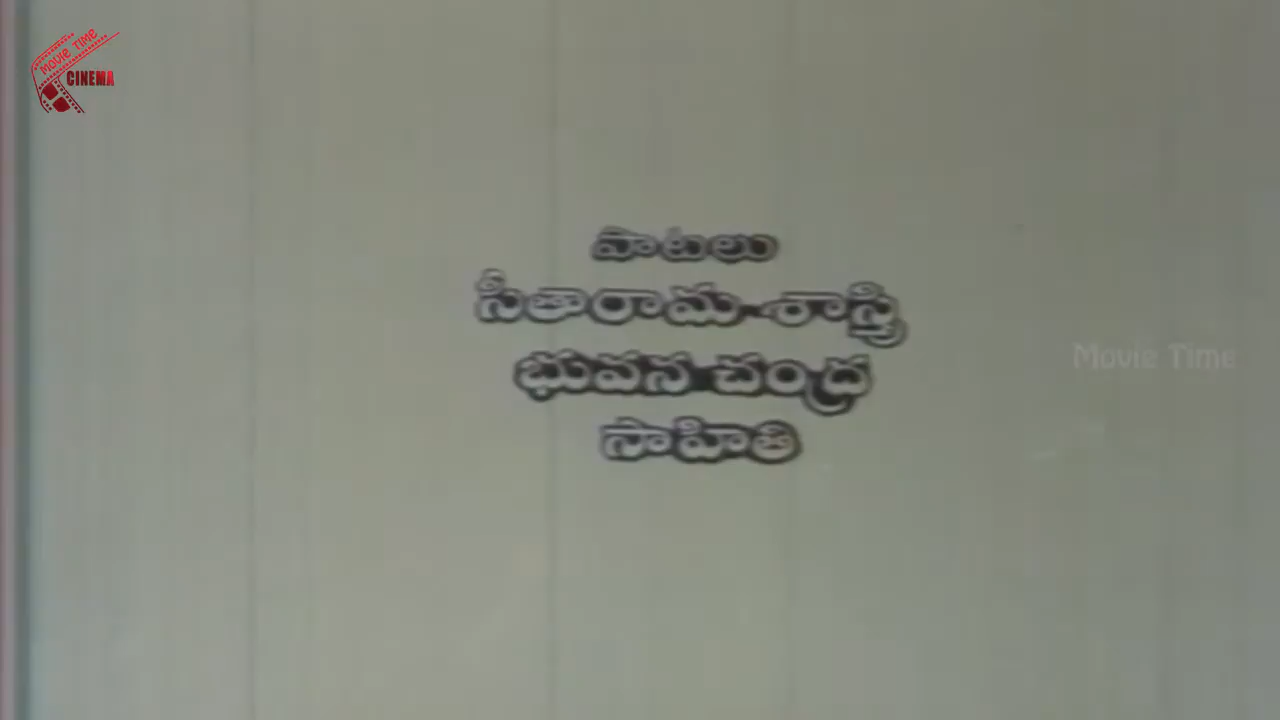 MOVIE TIME
CINEMA
పాటలు
సీతారామ శాస్త్రి
భువన చంద్ర
సాహితి
Movie Time